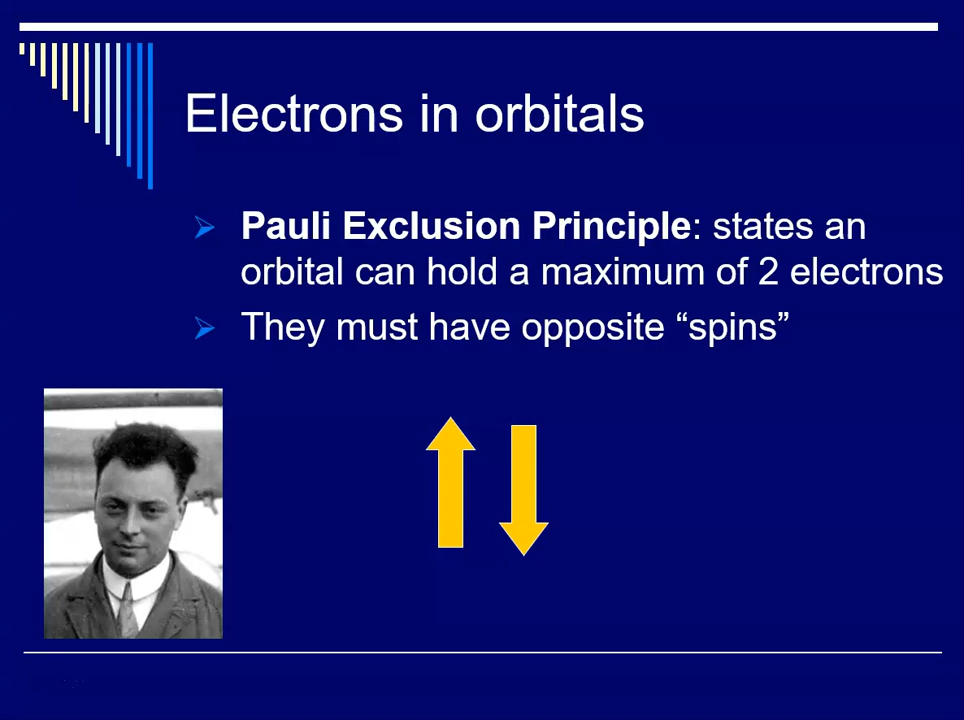 Electrons in orbitals
Pauli Exclusion Principle: states an
orbital can hold a maximum of 2 electrons
They must have opposite “spins”